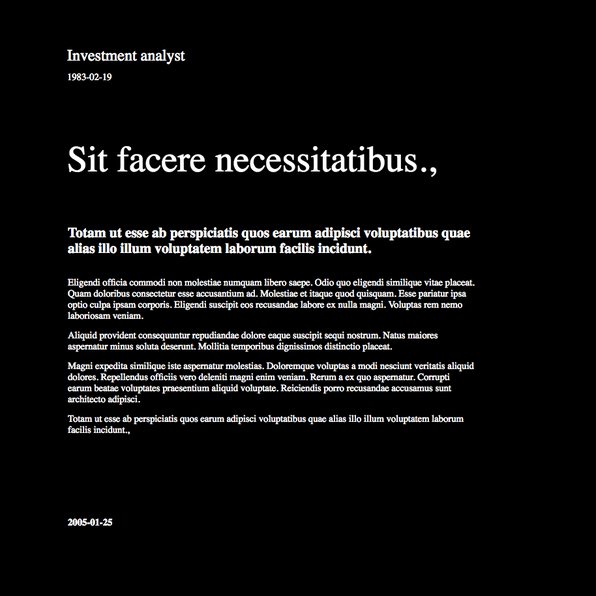 Investment analyst
1983-02-19
Sit facere necessitatibus.,
Totam ut esse ab perspiciatis quos earum adipisci voluptatibus quae
alias illo illum voluptatem laborum facilis incidunt.
Eligendi officia commodi non molestiae numquam libero saepe. Odio quo eligendi similique vitae placeat.
Quam doloribus consectetur esse accusantium ad. Molestiae et itaque quod quisquam. Esse pariatur ipsa
optio culpa ipsam corporis. Eligendi suscipit eos recusandae labore ex nulla magni. Voluptas rem nemo
laboriosam veniam.
Aliquid provident consequuntur repudiandae dolore eaque suscipit sequi nostrum. Natus maiores
aspernatur minus soluta deserunt. Mollitia temporibus dignissimos distinctio placeat.
Magni expedita similique iste aspernatur molestias. Doloremque voluptas a modi nesciunt veritatis aliquid
dolores. Repellendus officiis vero deleniti magni enim veniam. Rerum a ex quo aspernatur. Corrupti
earum beatae voluptates praesentium aliquid voluptate. Reiciendis porro recusandae accusamus sunt
architecto adipisci.
Totam ut esse ab perspiciatis quos earum adipisci voluptatibus quae alias illo illum voluptatem laborum
facilis incidunt.,
2005-01-25